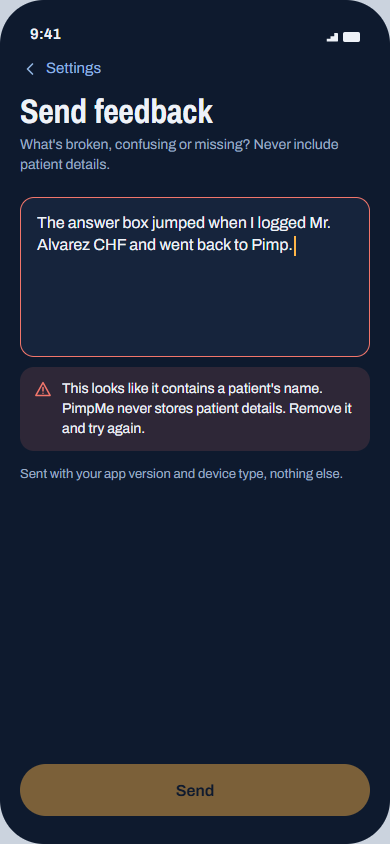 9:41
Settings
Send feedback
What's broken, confusing or missing? Never include
patient details.
The answer box jumped when I logged Mr.
Alvarez CHF and went back to Pimp.
This looks like it contains a patient's name.
PimpMe never stores patient details. Remove it
and try again.
Sent with your app version and device type, nothing else.
Send